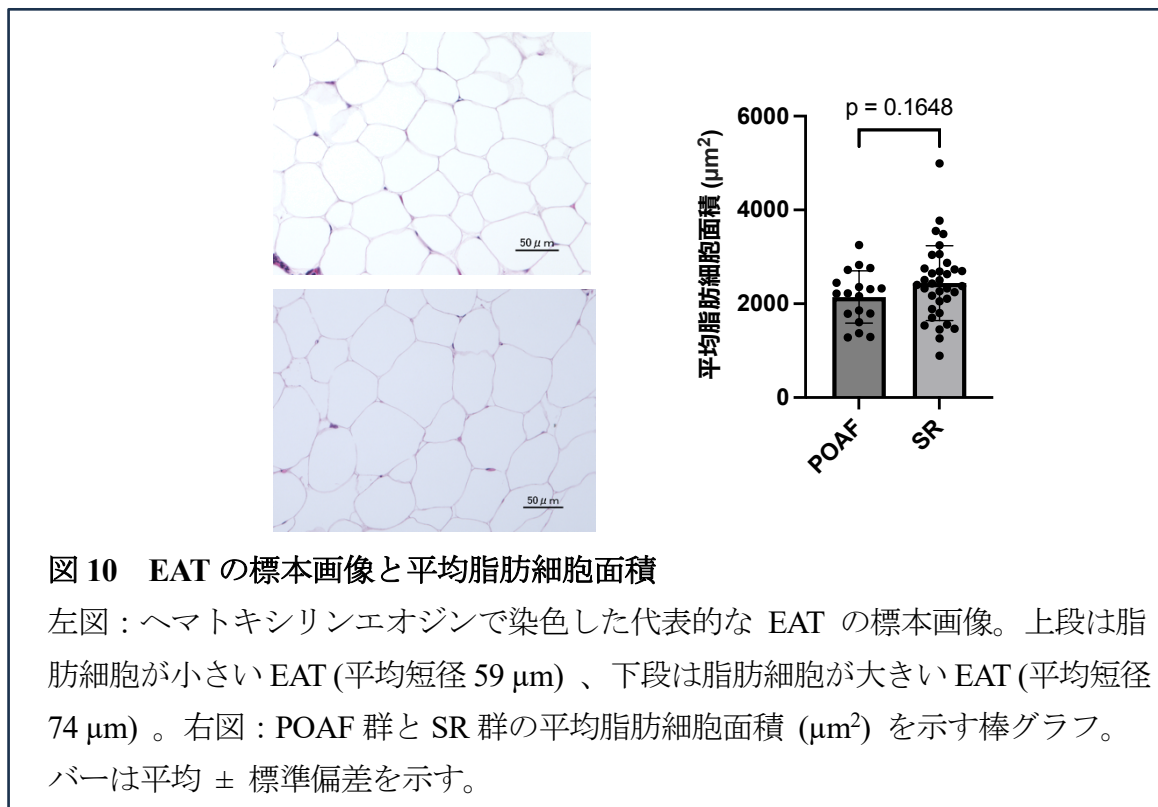 50μm
50μm
p = 0.1648
平均脂肪細胞面積 (μm²)
6000
4000
2000
0
POAF
SR
図 10 EAT の標本画像と平均脂肪細胞面積
左図：ヘマトキシリンエオジンで染色した代表的な EAT の標本画像。上段は脂
肪細胞が小さい EAT (平均短径 59 μm) 、下段は脂肪細胞が大きい EAT (平均短径
74 μm) 。右図：POAF 群と SR 群の平均脂肪細胞面積 (μm²) を示す棒グラフ。
バーは平均 ± 標準偏差を示す。